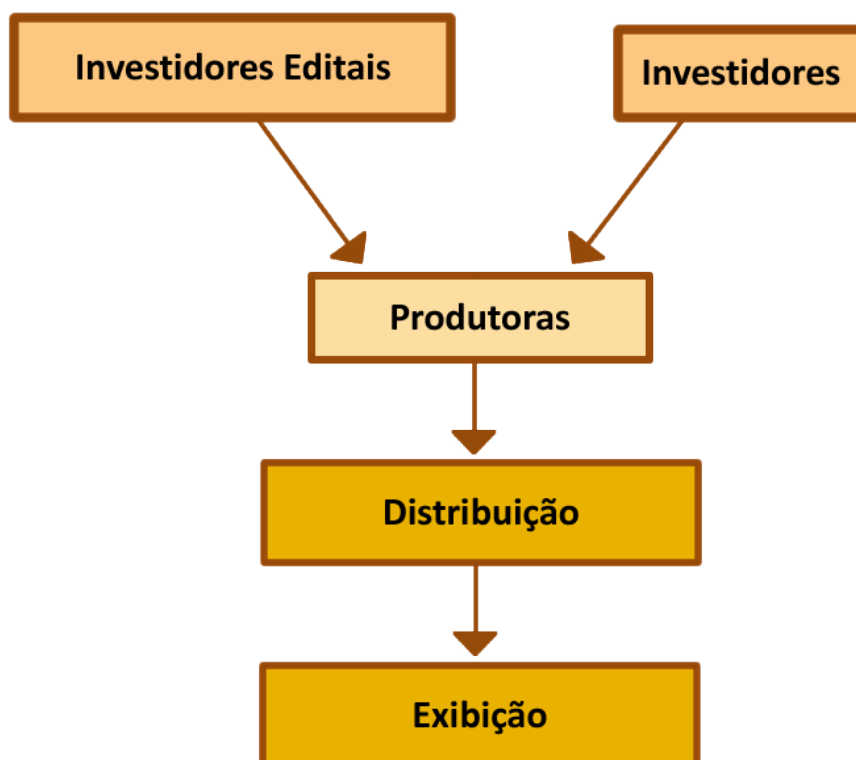 Investidores Editais
Investidores
Produtoras
Distribuição
Exibição